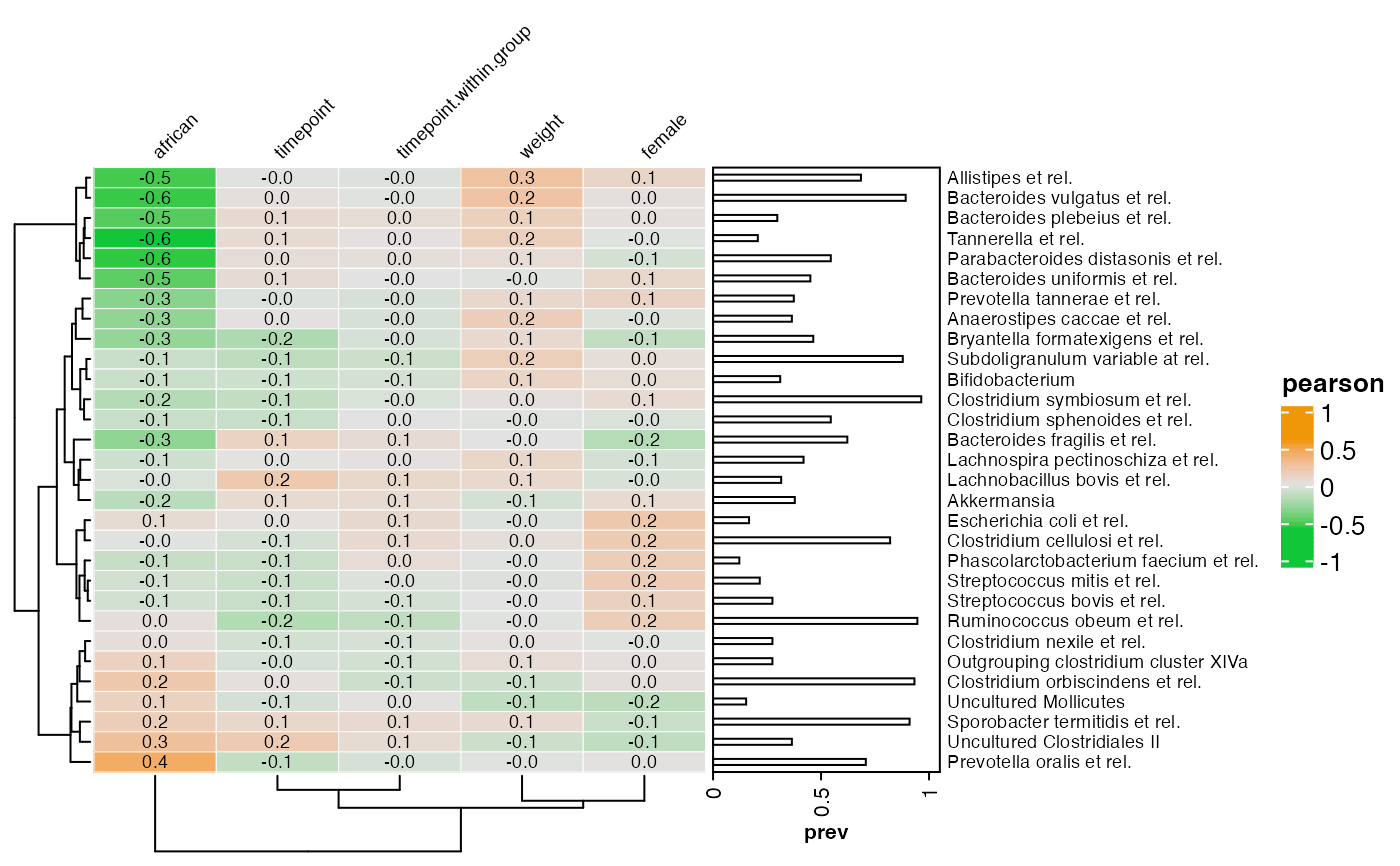 african timepoint timepoint.within.group weight female
-0.5 -0.0 -0.0 0.3 0.1 Allistipes et rel.
-0.6 0.0 -0.0 0.2 0.0 Bacteroides vulgatus et rel.
-0.5 0.1 0.0 0.1 0.0 Bacteroides plebeius et rel.
-0.6 0.1 0.0 0.2 -0.0 Tannerella et rel.
-0.6 0.0 0.0 0.1 -0.1 Parabacteroides distasonis et rel.
-0.5 0.1 -0.0 -0.0 0.1 Bacteroides uniformis et rel.
-0.3 -0.0 -0.0 0.1 0.1 Prevotella tannerae et rel.
-0.3 0.0 -0.0 0.2 -0.0 Anaerostipes caccae et rel.
-0.3 -0.2 -0.0 0.1 -0.1 Bryantella formatexigens et rel.
-0.1 -0.1 -0.1 0.2 0.0 Subdoligranulum variable at rel.
-0.1 -0.1 -0.1 0.1 0.0 Bifidobacterium
-0.2 -0.1 -0.0 0.0 0.1 Clostridium symbiosum et rel.
-0.1 -0.1 0.0 -0.0 -0.0 Clostridium sphenoides et rel.
-0.3 0.1 0.1 -0.0 -0.2 Bacteroides fragilis et rel.
-0.1 0.0 0.0 0.1 -0.1 Lachnospira pectinoschiza et rel.
-0.0 0.2 0.1 0.1 -0.0 Lachnobacillus bovis et rel.
-0.2 0.1 0.1 -0.1 0.1 Akkermansia
0.1 0.0 0.1 -0.0 0.2 Escherichia coli et rel.
-0.0 -0.1 0.1 0.0 0.2 Clostridium cellulosi et rel.
-0.1 -0.1 0.0 -0.0 0.2 Phascolarctobacterium faecium et rel.
-0.1 -0.1 -0.0 -0.0 0.2 Streptococcus mitis et rel.
-0.1 -0.1 -0.1 -0.0 0.1 Streptococcus bovis et rel.
0.0 -0.2 -0.1 -0.0 0.2 Ruminococcus obeum et rel.
0.0 -0.1 -0.1 0.0 -0.0 Clostridium nexile et rel.
0.1 -0.0 -0.1 0.1 0.0 Outgrouping clostridium cluster XIVa
0.2 0.0 -0.1 -0.1 0.0 Clostridium orbiscindens et rel.
0.1 -0.1 0.0 -0.1 -0.2 Uncultured Mollicutes
0.2 0.1 0.1 0.1 -0.1 Sporobacter termitidis et rel.
0.3 0.2 0.1 -0.1 -0.1 Uncultured Clostridiales II
0.4 -0.1 -0.0 -0.0 0.0 Prevotella oralis et rel.
0 0.5 1
prev
pearson
1
0.5
0
-0.5
-1